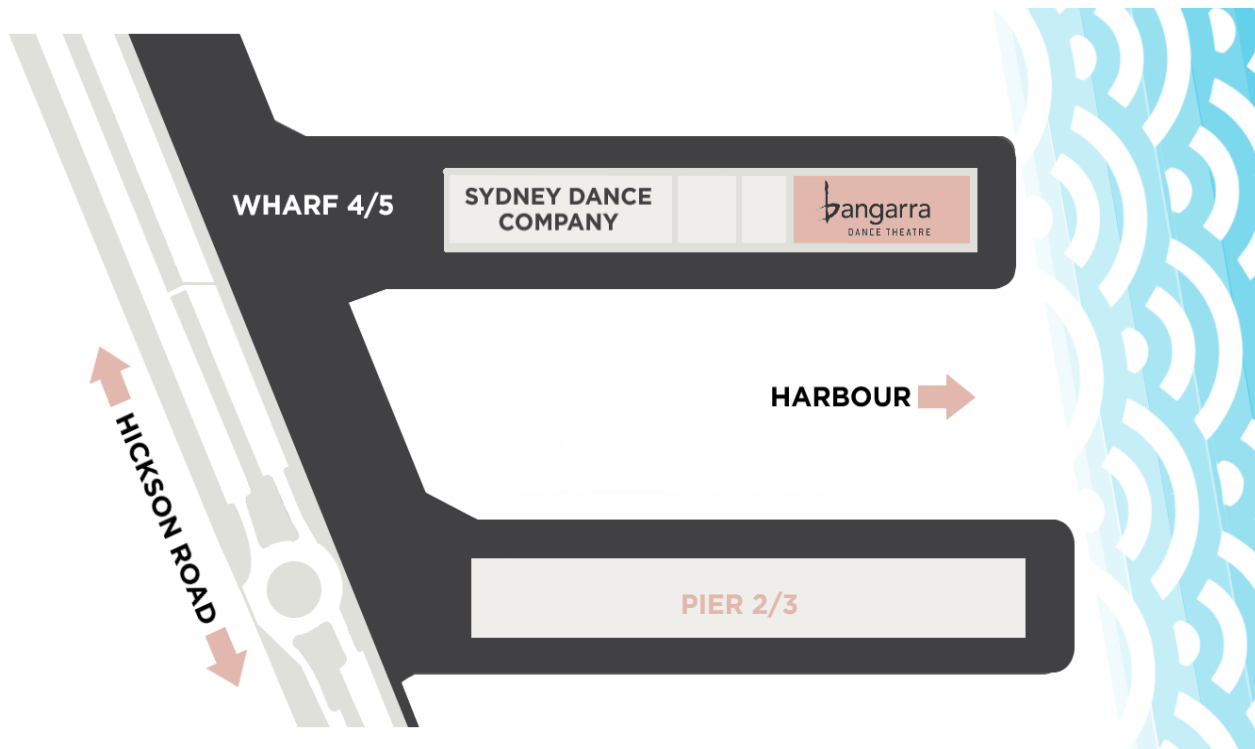 WHARF 4/5
SYDNEY DANCE
COMPANY
bangarra
DANCE THEATRE
HARBOUR
HICKSON ROAD
PIER 2/3